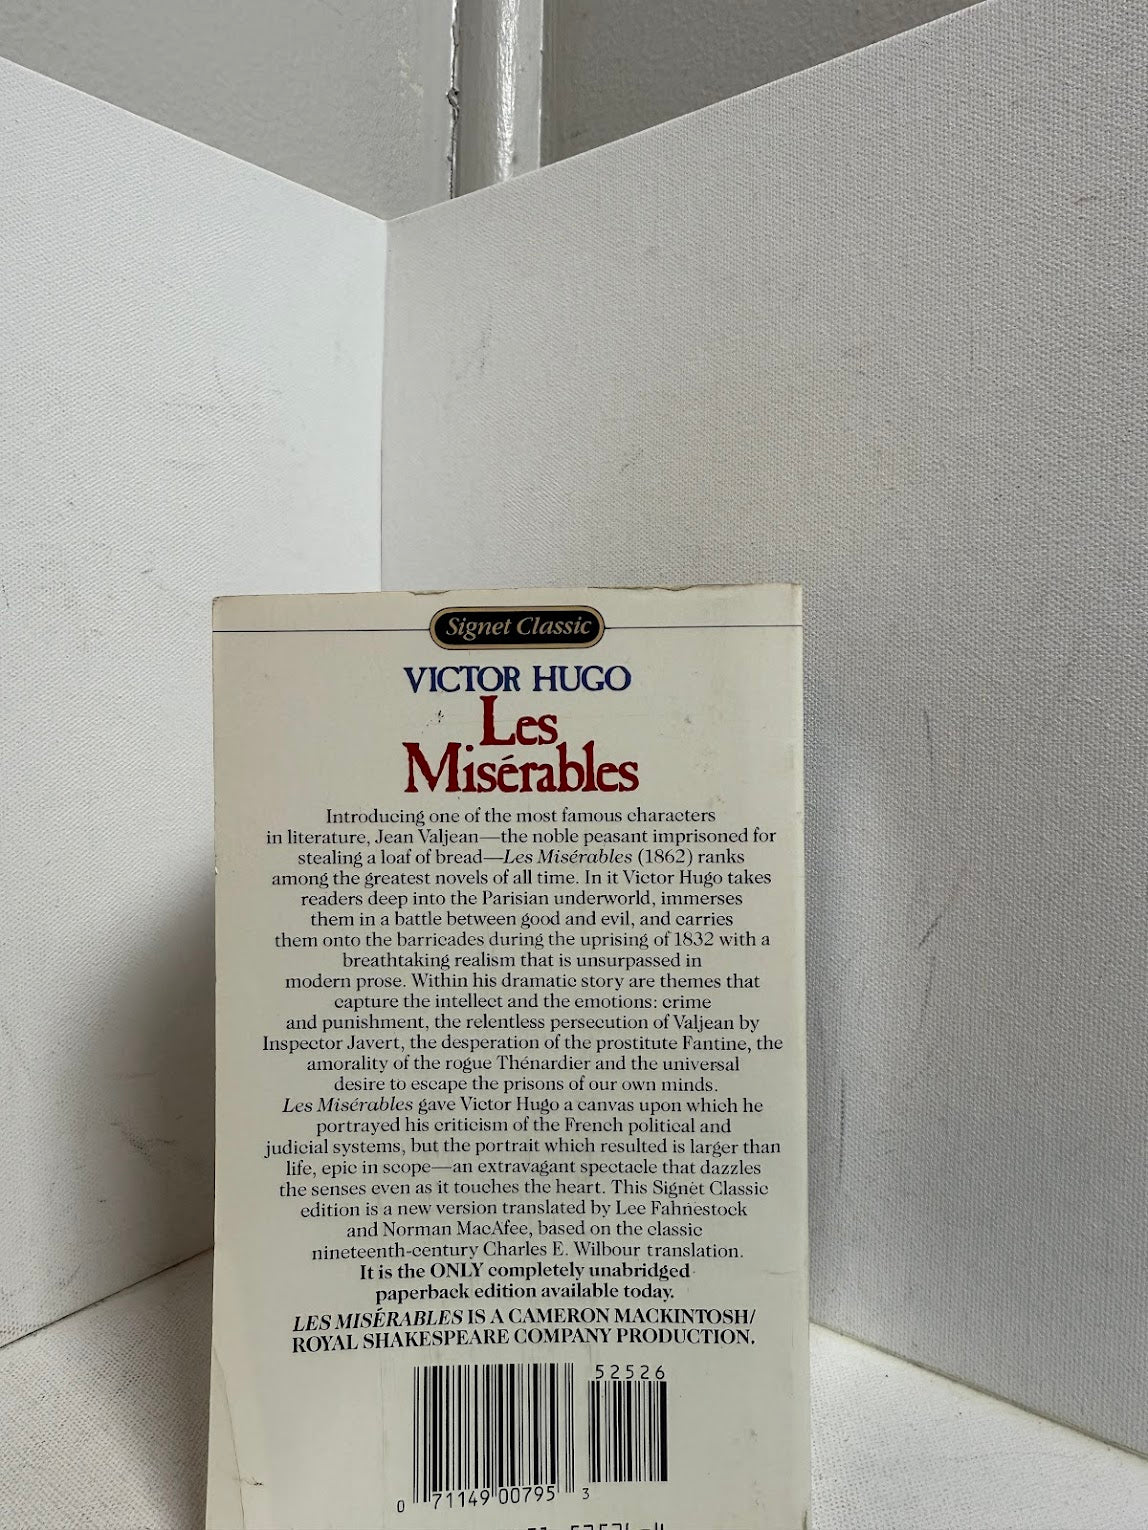 Signet Classic
VICTOR HUGO
Les
Misérables
Introducing one of the most famous characters
in literature, Jean Valjean—the noble peasant imprisoned for
stealing a loaf of bread—Les Misérables (1862) ranks
among the greatest novels of all time. In it Victor Hugo takes
readers deep into the Parisian underworld, immerses
them in a battle between good and evil, and carries
them onto the barricades during the uprising of 1832 with a
breathtaking realism that is unsurpassed in
modern prose. Within his dramatic story are themes that
capture the intellect and the emotions: crime
and punishment, the relentless persecution of Valjean by
Inspector Javert, the desperation of the prostitute Fantine, the
amorality of the rogue Thénardier and the universal
desire to escape the prisons of our own minds.
Les Misérables gave Victor Hugo a canvas upon which he
portrayed his criticism of the French political and
judicial systems, but the portrait which resulted is larger than
life, epic in scope—an extravagant spectacle that dazzles
the senses even as it touches the heart. This Signet Classic
edition is a new version translated by Lee Fahnestock
and Norman MacAfee, based on the classic
nineteenth-century Charles E. Wilbour translation.
It is the ONLY completely unabridged
paperback edition available today.
LES MISÉRABLES IS A CAMERON MACKINTOSH/
ROYAL SHAKESPEARE COMPANY PRODUCTION.
52526
0 71149 00795 3